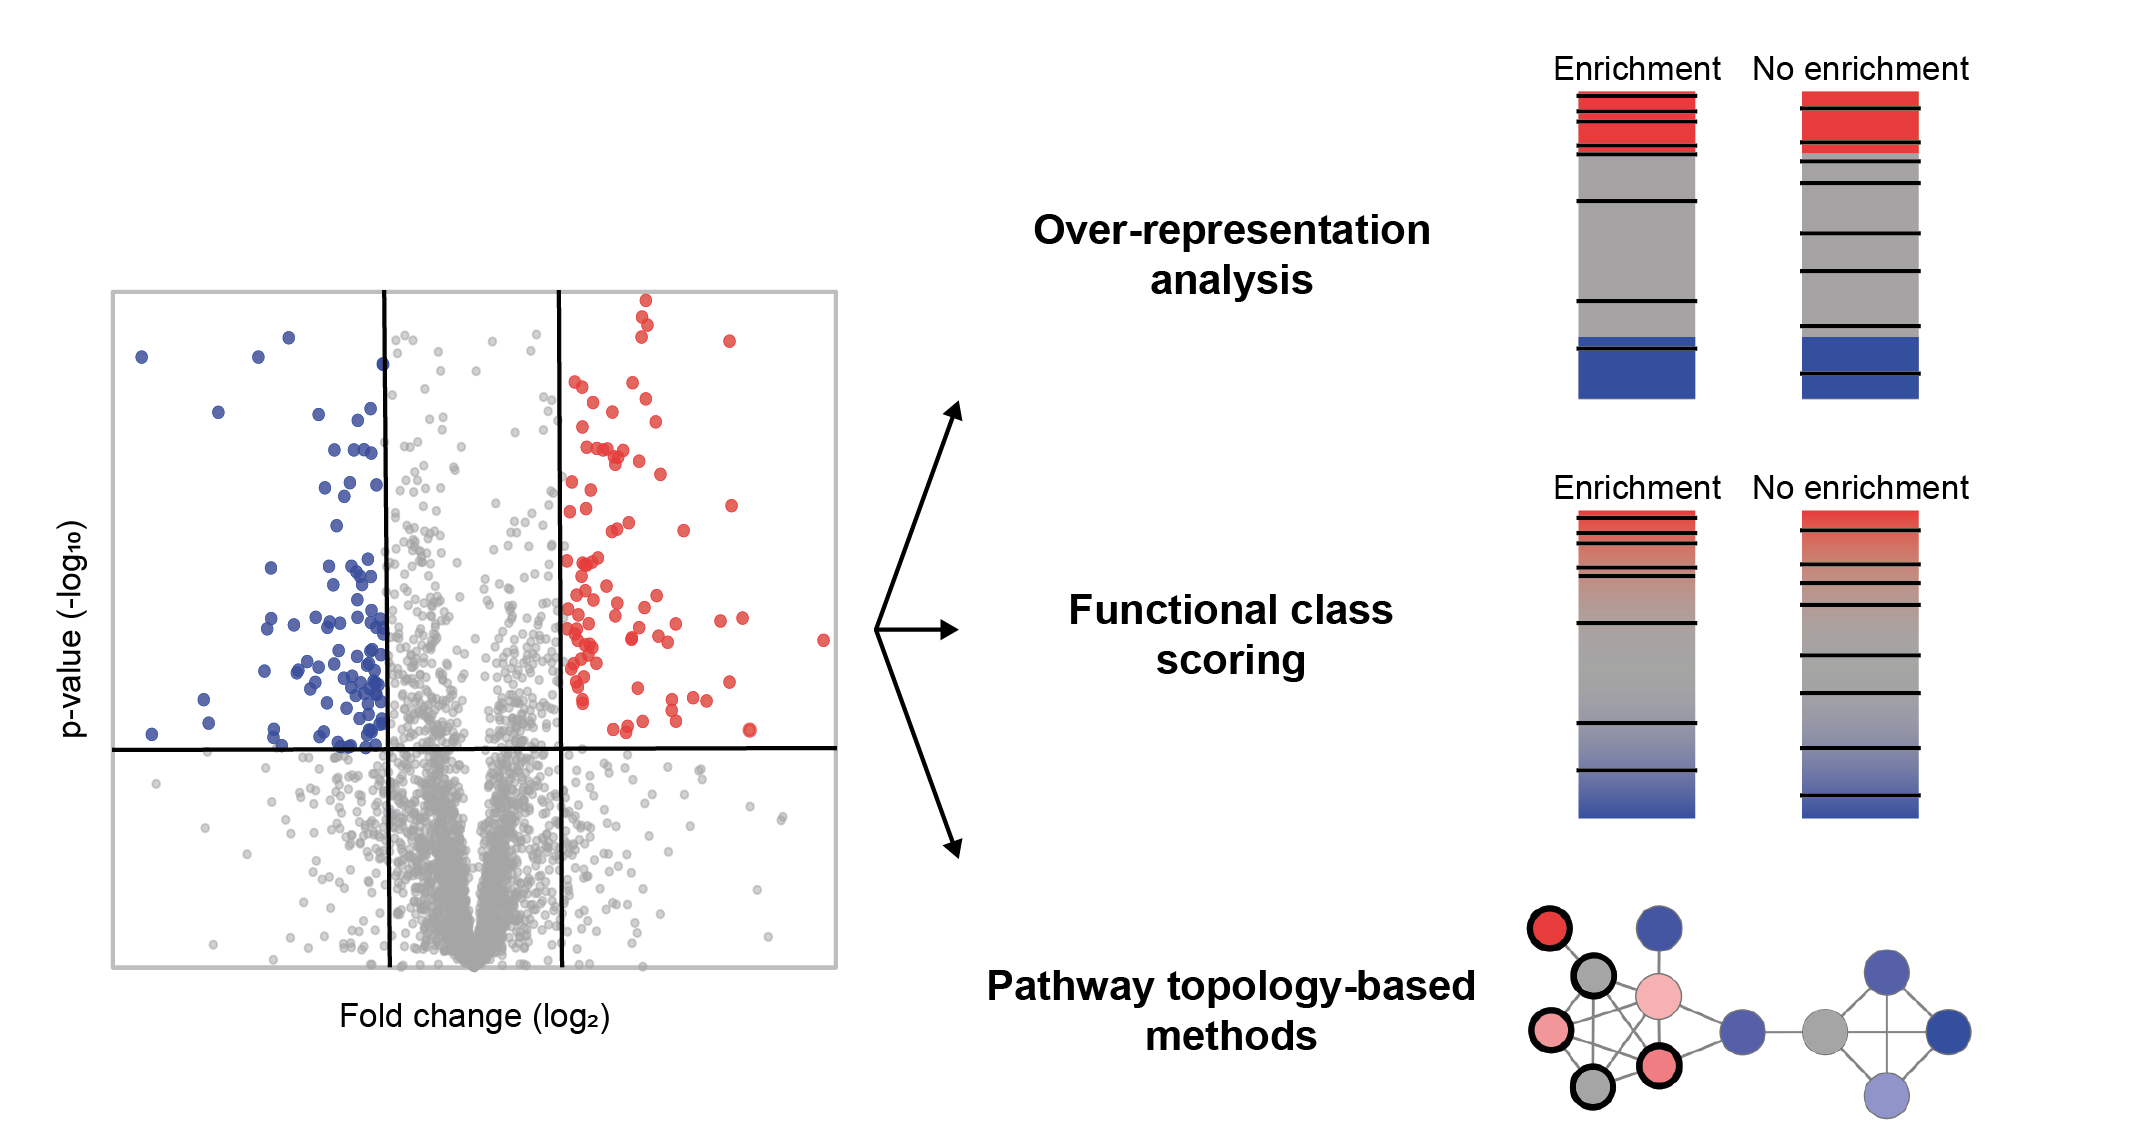 Enrichment
No enrichment
Over-representation
analysis
Enrichment
No enrichment
p-value (-log₁₀)
Functional class
scoring
Fold change (log₂)
Pathway topology-based
methods